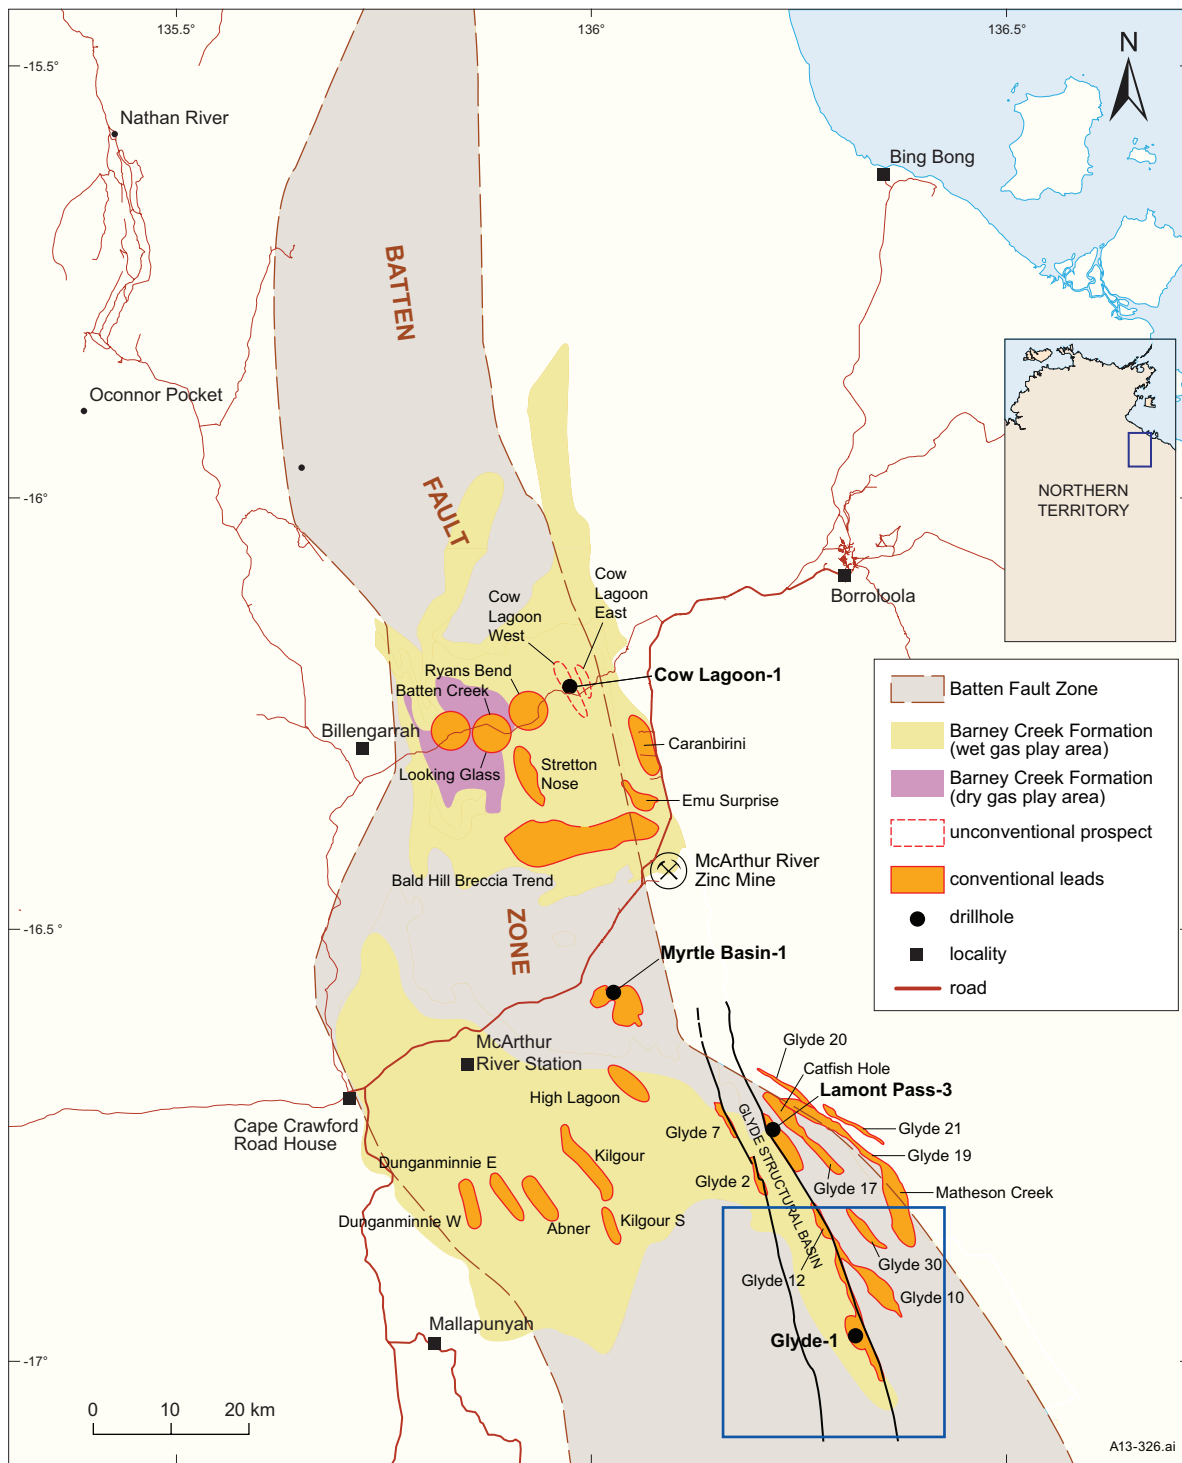 135.5°
136°
136.5°
-15.5°
N
Nathan River
Bing Bong
BATTEN
Oconnor Pocket
-16°
NORTHERN
TERRITORY
FAULT
Borroloola
Cow
Lagoon
East
Cow
Lagoon
West
Ryans Bend
Cow Lagoon-1
Batten Creek
Billengarrah
Caranbirini
Looking Glass
Stretton
Nose
Emu Surprise
Bald Hill Breccia Trend
McArthur River
Zinc Mine
Batten Fault Zone
Barney Creek Formation
(wet gas play area)
Barney Creek Formation
(dry gas play area)
unconventional prospect
conventional leads
drillhole
locality
road
-16.5 °
ZONE
Myrtle Basin-1
McArthur
River Station
Glyde 20
Catfish Hole
Lamont Pass-3
High Lagoon
Cape Crawford
Road House
Glyde 7
Glyde 21
Glyde 19
GLYDE STRUCTURAL BASIN
Kilgour
Dunganminnie E
Glyde 2
Glyde 17
Matheson Creek
Dunganminnie W
Abner
Kilgour S
Glyde 30
Glyde 12
Glyde 10
Mallapunyah
Glyde-1
-17°
0
10
20 km
A13-326.ai